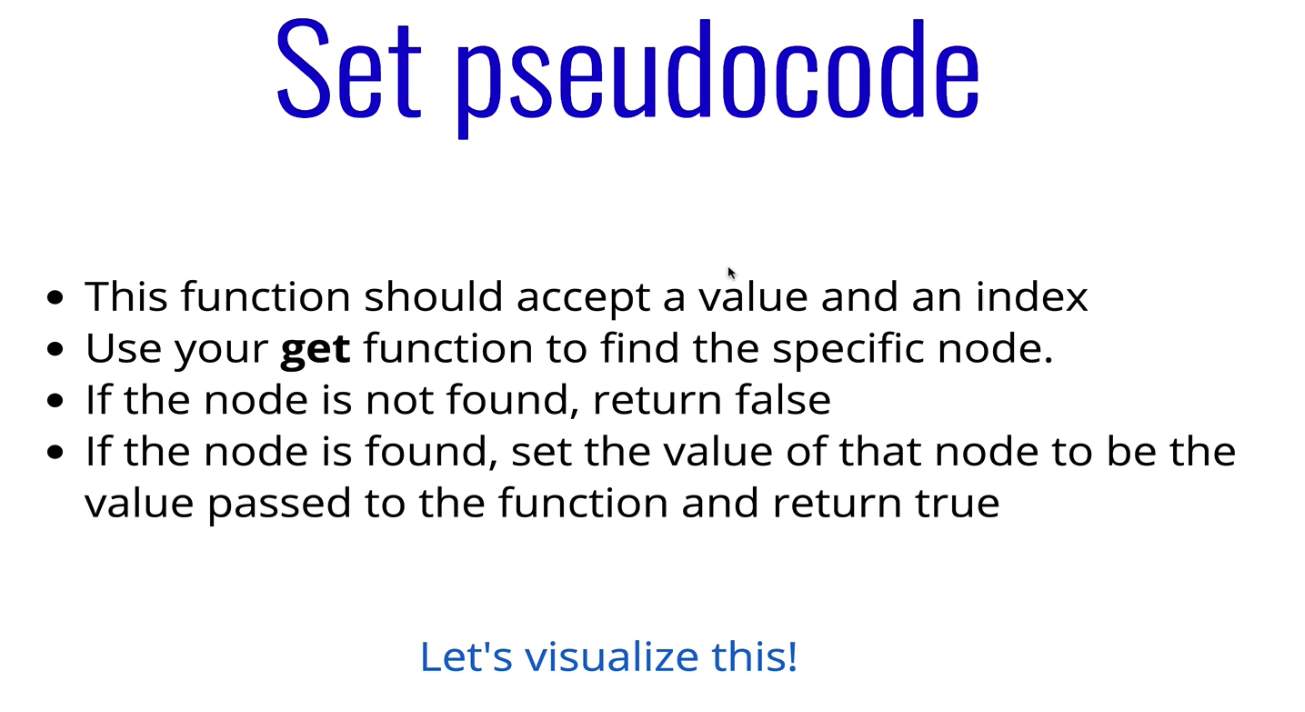 Set pseudocode
• This function should accept a value and an index
• Use your get function to find the specific node.
• If the node is not found, return false
• If the node is found, set the value of that node to be the
value passed to the function and return true
Let's visualize this!